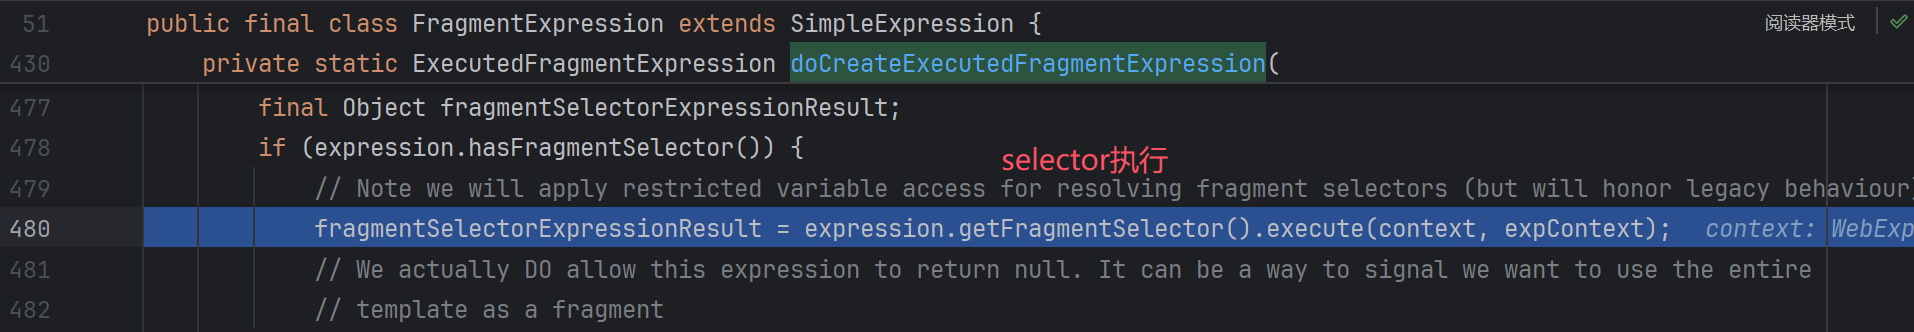 51 public final class FragmentExpression extends SimpleExpression {
阅读器模式
430 private static ExecutedFragmentExpression doCreateExecutedFragmentExpression(
477 final Object fragmentSelectorExpressionResult;
478 if (expression.hasFragmentSelector()) {
selector执行
479 // Note we will apply restricted variable access for resolving fragment selectors (but will honor legacy behaviour)
480 fragmentSelectorExpressionResult = expression.getFragmentSelector().execute(context, expContext); context: WebExp
481 // We actually DO allow this expression to return null. It can be a way to signal we want to use the entire
482 // template as a fragment